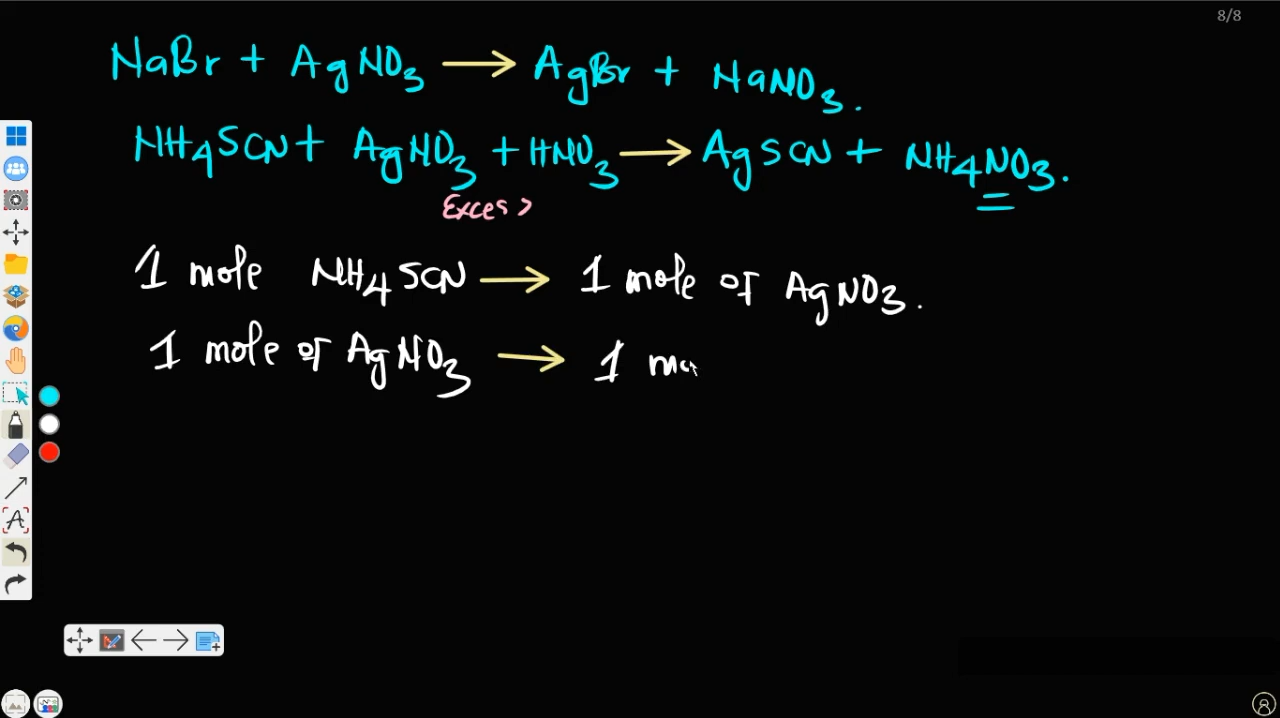 8/8
NaBr + AgNO3 → AgBr + NaNO3.
NH4SCN + AgNO3 + HNO3 → AgSCN + NH4NO3.
Exces
1 mole NH4SCN → 1 mole of AgNO3.
1 mole of AgNO3 → 1 mo